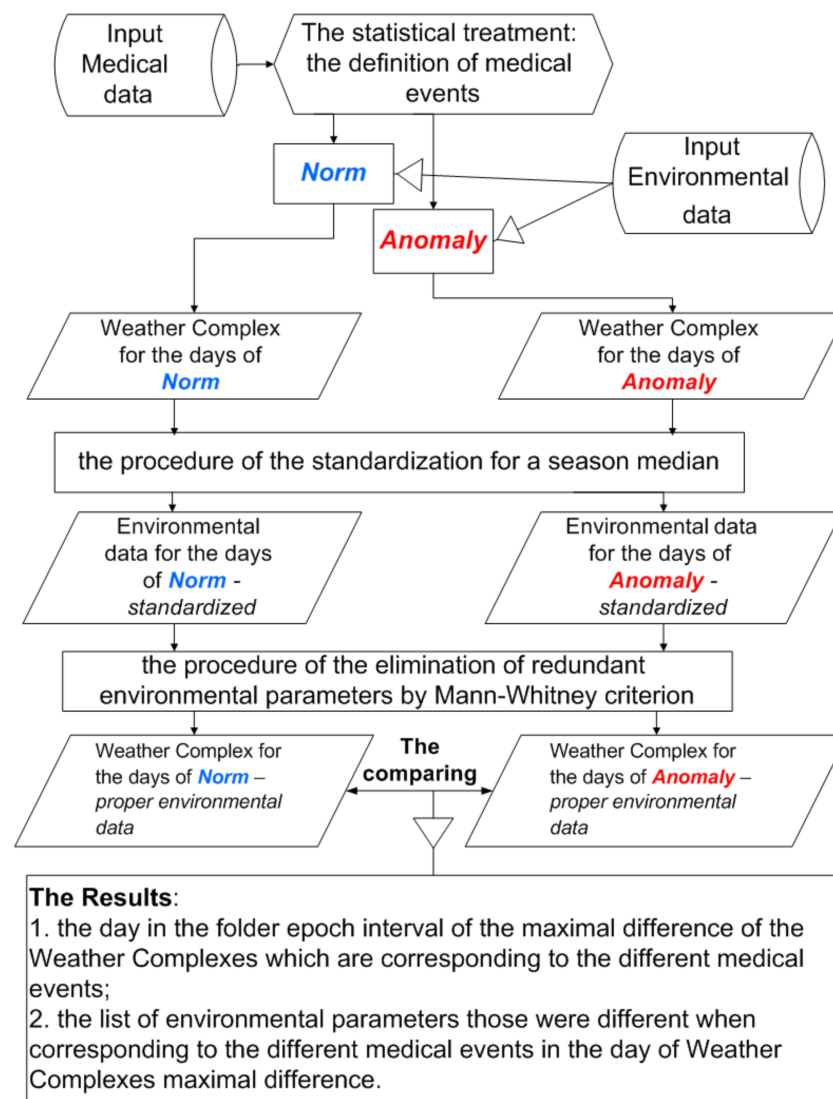 Input
Medical
data
The statistical treatment:
the definition of medical
events
Norm
Input
Environmental
data
Anomaly
Weather Complex
for the days of
Norm
Weather Complex
for the days of
Anomaly
the procedure of the standardization for a season median
Environmental
data for the days
of Norm -
standardized
Environmental data
for the days of
Anomaly -
standardized
the procedure of the elimination of redundant
environmental parameters by Mann-Whitney criterion
Weather Complex for
the days of Norm –
proper environmental
data
The
comparing
Weather Complex for
the days of Anomaly –
proper environmental
data
The Results:
1. the day in the folder epoch interval of the maximal difference of the
Weather Complexes which are corresponding to the different medical
events;
2. the list of environmental parameters those were different when
corresponding to the different medical events in the day of Weather
Complexes maximal difference.